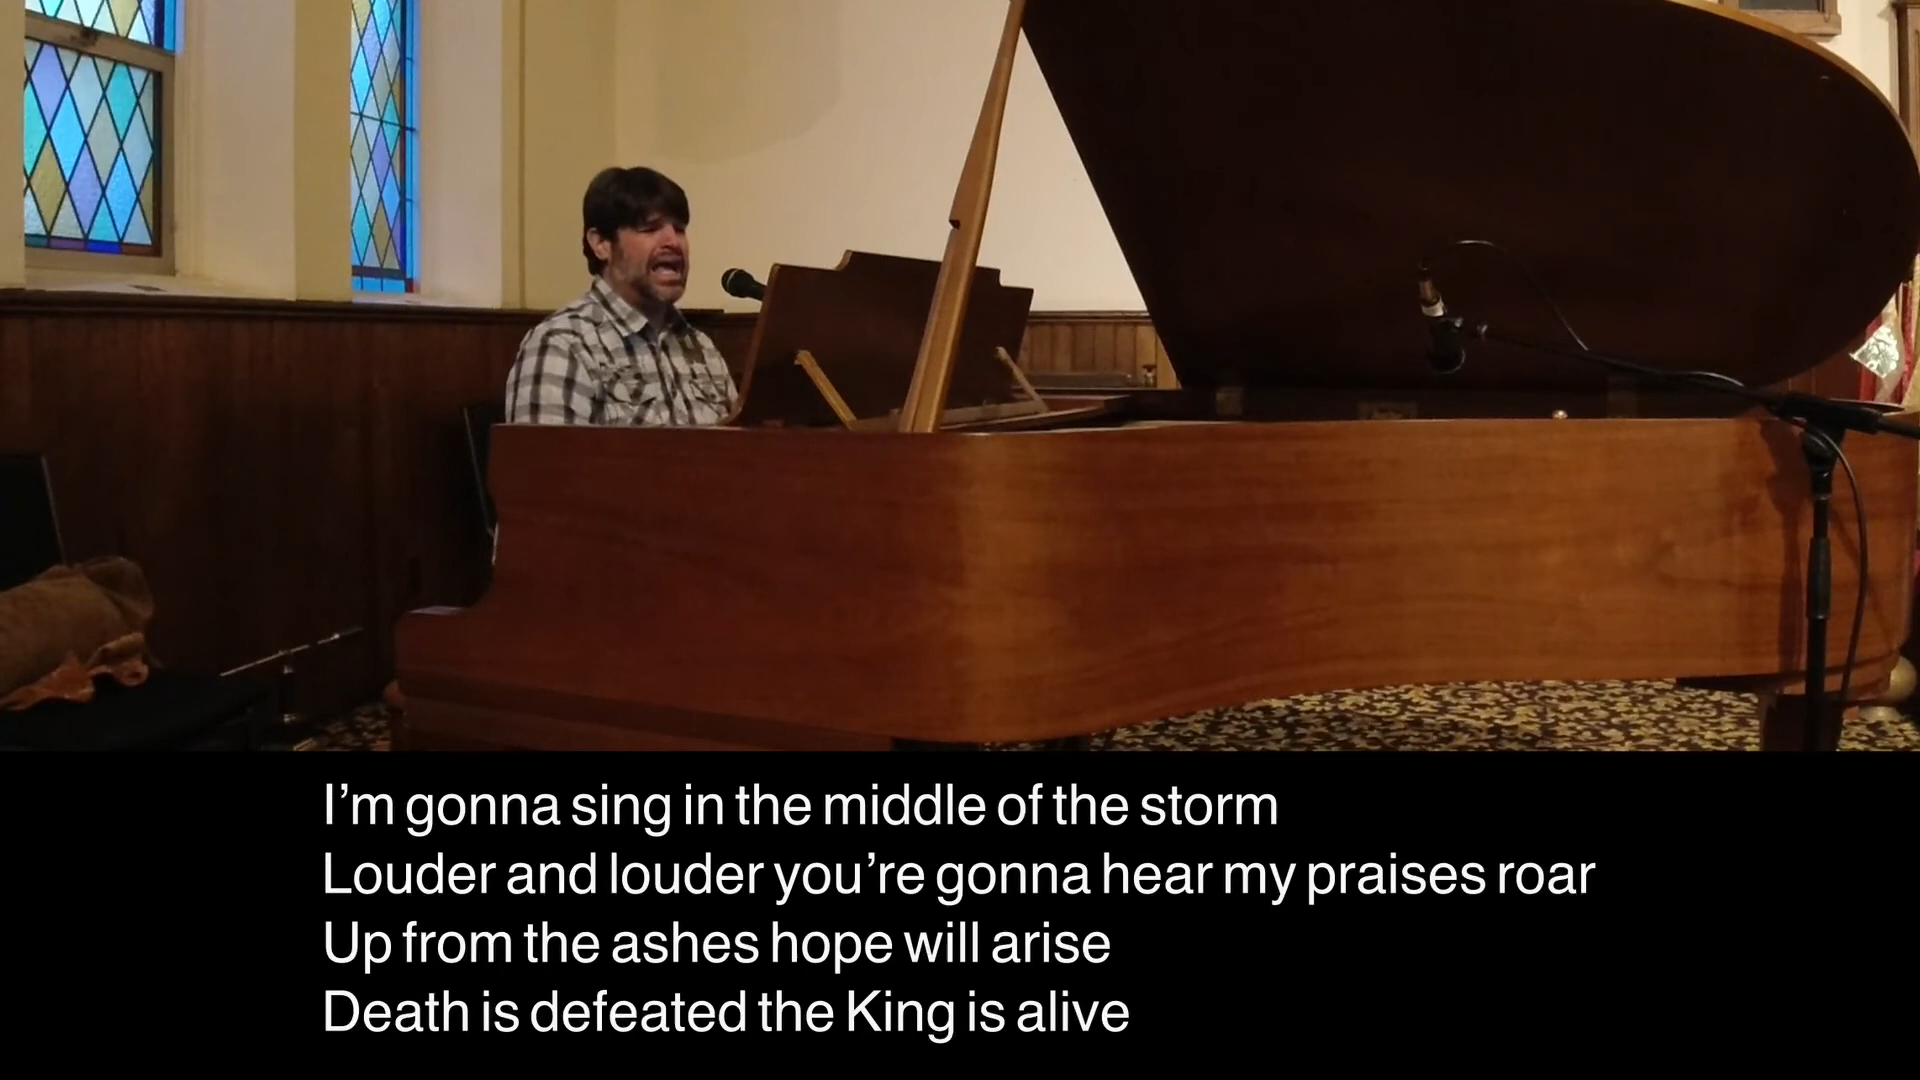 I’m gonna sing in the middle of the storm
Louder and louder you’re gonna hear my praises roar
Up from the ashes hope will arise
Death is defeated the King is alive